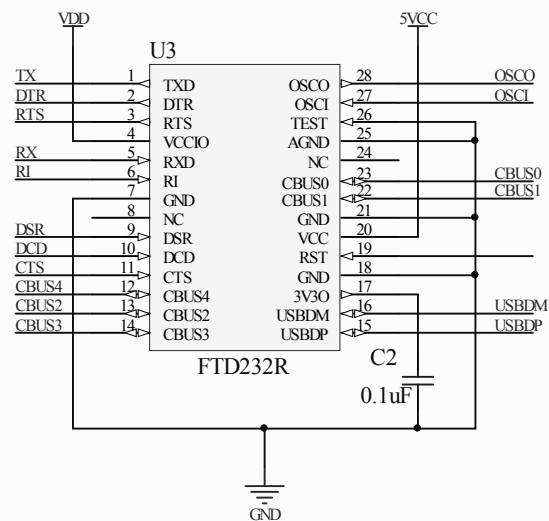 VDD
5VCC
U3
TX 1 TXD OSCO 28 OSCO
DTR 2 DTR OSCI 27 OSCI
RTS 3 RTS TEST 26
4 VCCIO AGND 25
RX 5 RXD NC 24
RI 6 RI CBUS0 23 CBUS0
7 GND CBUS1 22 CBUS1
8 NC GND 21
DSR 9 DSR VCC 20
DCD 10 DCD RST 19
CTS 11 CTS GND 18
CBUS4 12 CBUS4 3V3O 17
CBUS2 13 CBUS2 USBDM 16 USBDM
CBUS3 14 CBUS3 USBDP 15 USBDP
FTD232R
C2
0.1uF
GND